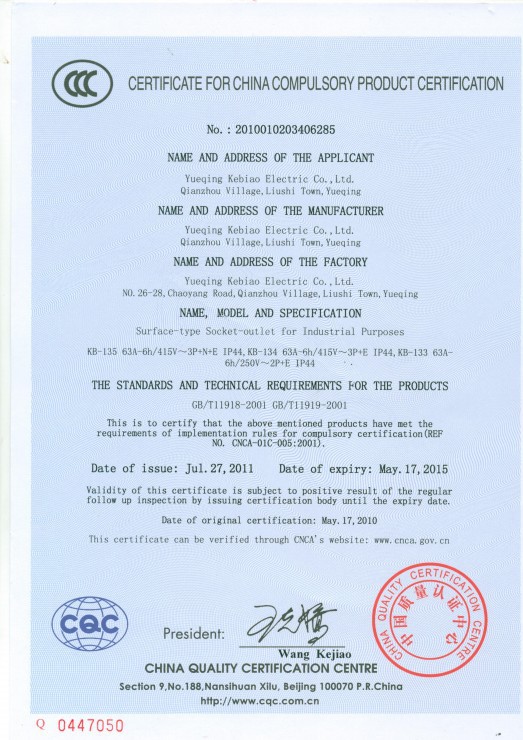 CCC
CERTIFICATE FOR CHINA COMPULSORY PRODUCT CERTIFICATION
No.: 2010010203406285
NAME AND ADDRESS OF THE APPLICANT
Yueqing Kebiao Electric Co.,Ltd.
Qianzhou Village,Liushi Town,Yueqing
NAME AND ADDRESS OF THE MANUFACTURER
Yueqing Kebiao Electric Co.,Ltd.
Qianzhou Village,Liushi Town,Yueqing
NAME AND ADDRESS OF THE FACTORY
Yueqing Kebiao Electric Co.,Ltd.
NO.26-28,Chaoyang Road,Qianzhou Village,Liushi Town,Yueqing
NAME, MODEL AND SPECIFICATION
Surface-type Socket-outlet for Industrial Purposes
KB-135 63A-6h/415V~3P+N+E IP44,KB-134 63A-6h/415V~3P+E IP44,KB-133 63A-
6h/250V~2P+E IP44
THE STANDARDS AND TECHNICAL REQUIREMENTS FOR THE PRODUCTS
GB/T11918-2001 GB/T11919-2001
This is to certify that the above mentioned products have met the
requirements of implementation rules for compulsory certification(REF
NO. CNCA-01C-005:2001).
Date of issue: Jul.27,2011 Date of expiry: May.17,2015
Validity of this certificate is subject to positive result of the regular
follow up inspection by issuing certification body until the expiry date.
Date of original certification: May.17,2010
This certificate can be verified through CNCA's website: www.cnca.gov.cn
CQC
President:
Wang Kejiao
CHINA QUALITY CERTIFICATION CENTRE
中国质量认证中心
CHINA QUALITY CERTIFICATION CENTRE
Section 9,No.188,Nansihuan Xilu, Beijing 100070 P.R.China
http://www.cqc.com.cn
Q 0447050